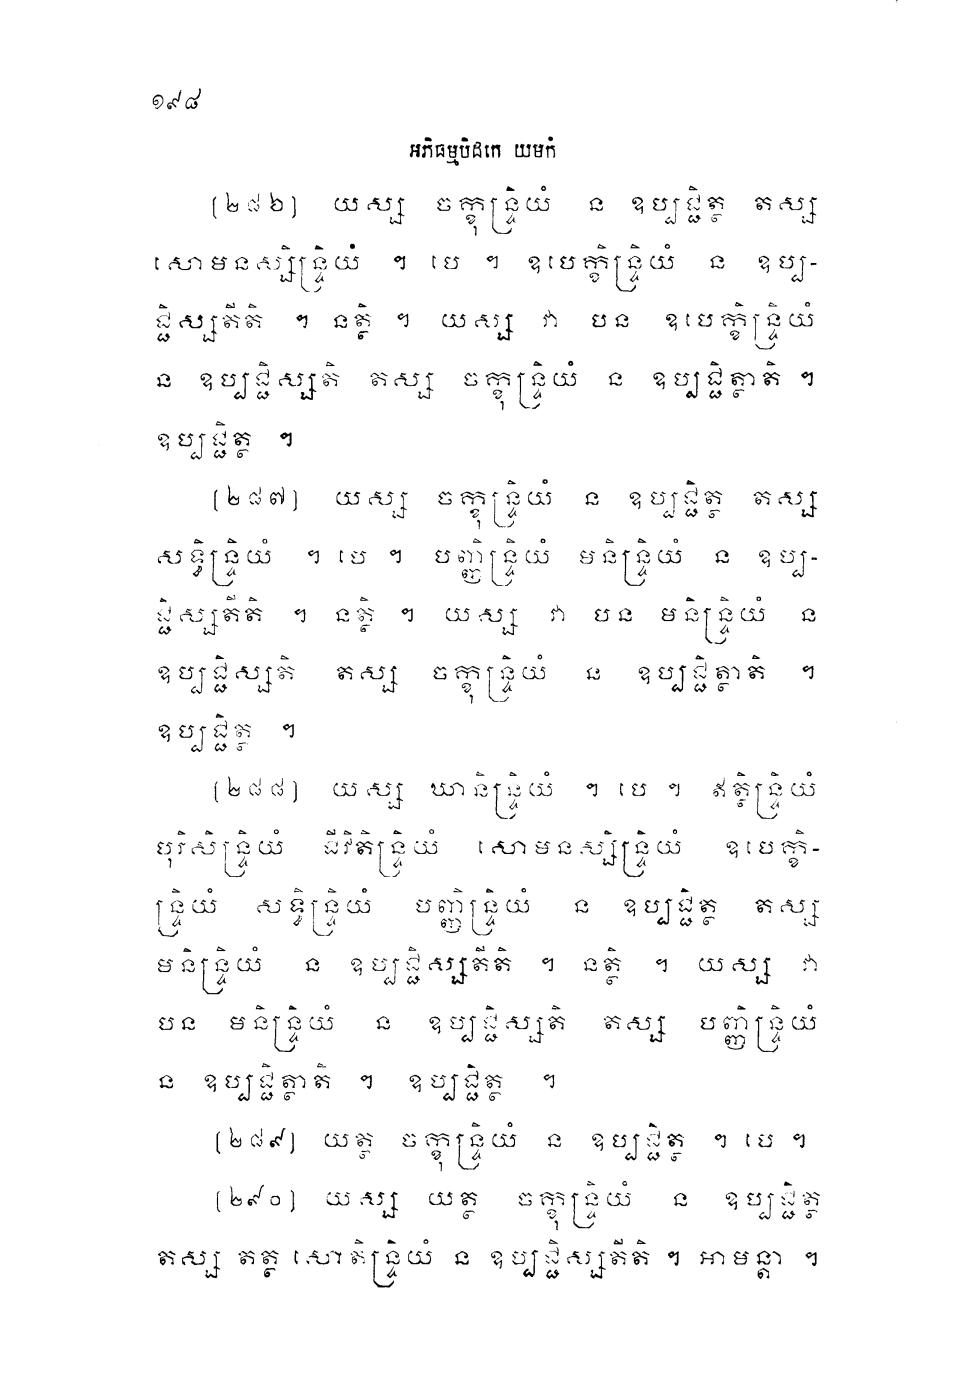 ១៩៨
អភិធម្មបិដកេ យមកំ
(២៨៦) យស្ស ចក្ខុន្ទ្រិយំ ន ឧប្បជ្ជិត្ថ តស្ស
សោមនស្សិន្ទ្រិយំ ។ បេ ។ ឧបេក្ខិន្ទ្រិយំ ន ឧប្ប-
ជ្ជិស្សតីតិ ។ នត្ថិ ។ យស្ស វា បន ឧបេក្ខិន្ទ្រិយំ
ន ឧប្បជ្ជិស្សតិ តស្ស ចក្ខុន្ទ្រិយំ ន ឧប្បជ្ជិត្ថាតិ ។
ឧប្បជ្ជិត្ថ ។
(២៨៧) យស្ស ចក្ខុន្ទ្រិយំ ន ឧប្បជ្ជិត្ថ តស្ស
សទ្ធិន្ទ្រិយំ ។ បេ ។ បញ្ញិន្ទ្រិយំ មនិន្ទ្រិយំ ន ឧប្ប-
ជ្ជិស្សតីតិ ។ នត្ថិ ។ យស្ស វា បន មនិន្ទ្រិយំ ន
ឧប្បជ្ជិស្សតិ តស្ស ចក្ខុន្ទ្រិយំ ន ឧប្បជ្ជិត្ថាតិ ។
ឧប្បជ្ជិត្ថ ។
(២៨៨) យស្ស ឃានិន្ទ្រិយំ ។ បេ ។ ឥត្ថិន្ទ្រិយំ
បុរិសិន្ទ្រិយំ ជីវិតិន្ទ្រិយំ សោមនស្សិន្ទ្រិយំ ឧបេក្ខិ-
ន្ទ្រិយំ សទ្ធិន្ទ្រិយំ បញ្ញិន្ទ្រិយំ ន ឧប្បជ្ជិត្ថ តស្ស
មនិន្ទ្រិយំ ន ឧប្បជ្ជិស្សតីតិ ។ នត្ថិ ។ យស្ស វា
បន មនិន្ទ្រិយំ ន ឧប្បជ្ជិស្សតិ តស្ស បញ្ញិន្ទ្រិយំ
ន ឧប្បជ្ជិត្ថាតិ ។ ឧប្បជ្ជិត្ថ ។
(២៨៩) យត្ថ ចក្ខុន្ទ្រិយំ ន ឧប្បជ្ជិត្ថ ។ បេ ។
(២៩០) យស្ស យត្ថ ចក្ខុន្ទ្រិយំ ន ឧប្បជ្ជិត្ថ
តស្ស តត្ថ សោតិន្ទ្រិយំ ន ឧប្បជ្ជិស្សតីតិ ។ អាមន្តា ។